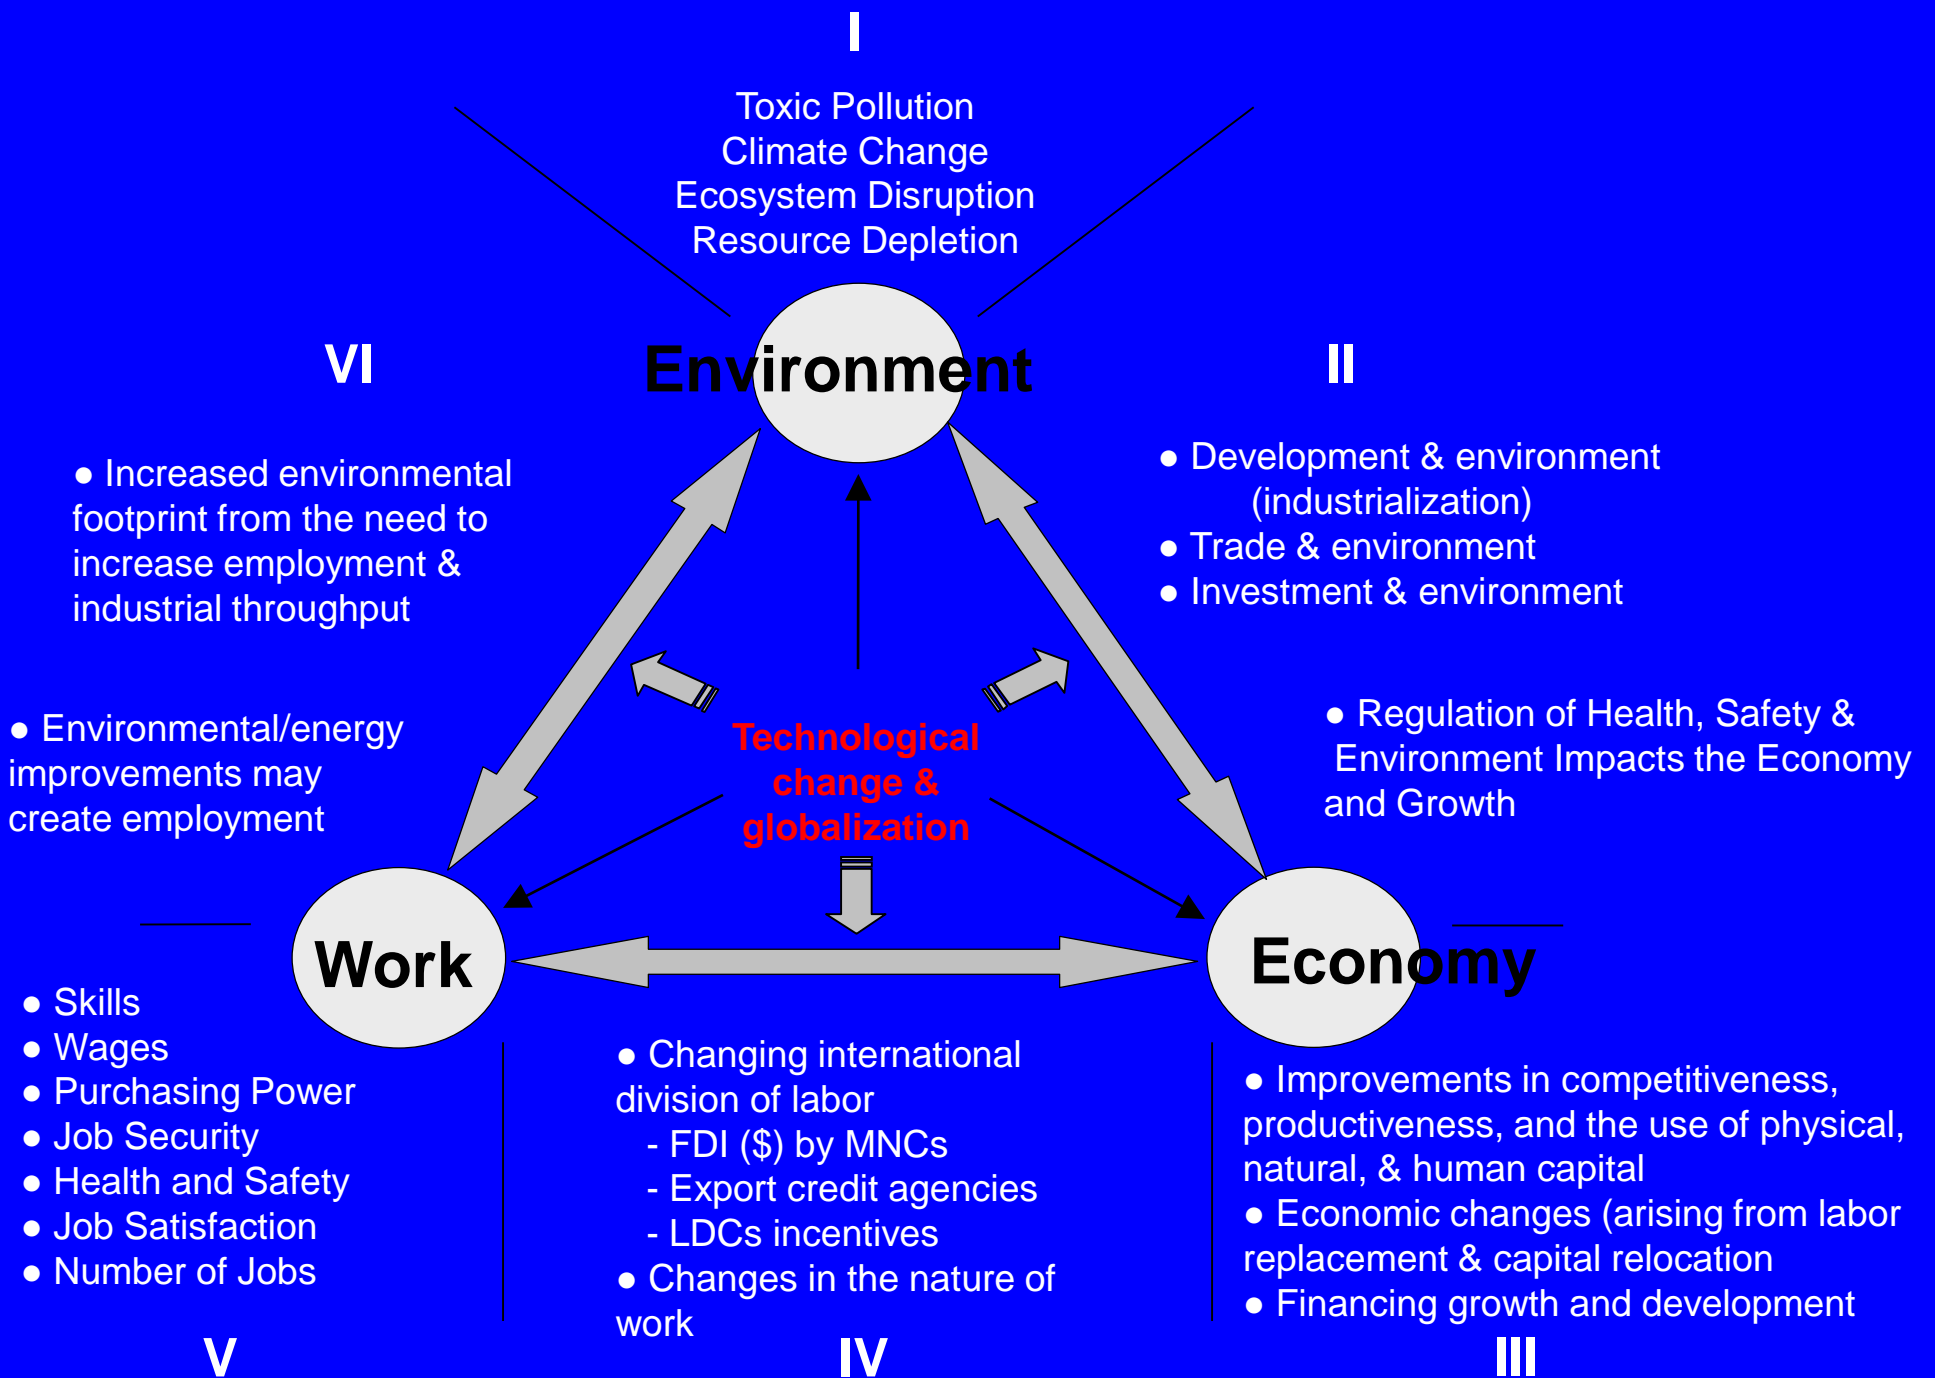 I
Toxic Pollution
Climate Change
Ecosystem Disruption
Resource Depletion
Environment
VI
● Increased environmental
footprint from the need to
increase employment &
industrial throughput
● Environmental/energy
improvements may
create employment
II
● Development & environment
(industrialization)
● Trade & environment
● Investment & environment
● Regulation of Health, Safety &
Environment Impacts the Economy
and Growth
Technological
change &
globalization
Work
Economy
● Skills
● Wages
● Purchasing Power
● Job Security
● Health and Safety
● Job Satisfaction
● Number of Jobs
V
● Changing international
division of labor
- FDI ($) by MNCs
- Export credit agencies
- LDCs incentives
● Changes in the nature of
work
IV
● Improvements in competitiveness,
productiveness, and the use of physical,
natural, & human capital
● Economic changes (arising from labor
replacement & capital relocation
● Financing growth and development
III